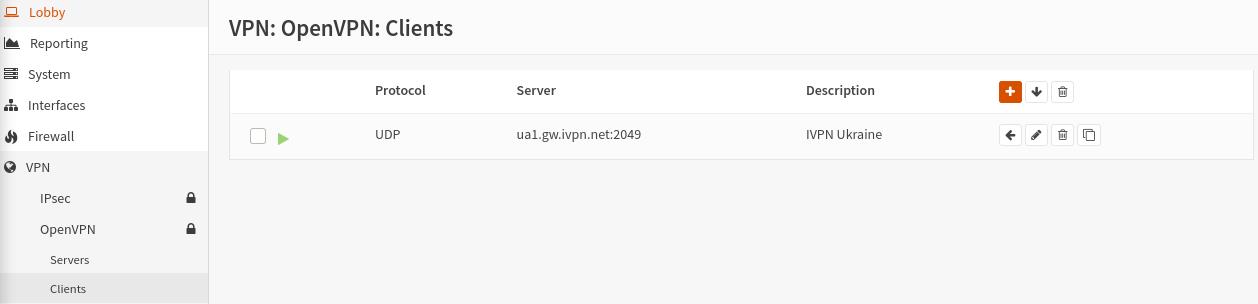 Lobby
Reporting
System
Interfaces
Firewall
VPN
IPsec
OpenVPN
Servers
Clients
VPN: OpenVPN: Clients
Protocol Server Description
UDP ua1.gw.ivpn.net:2049 IVPN Ukraine